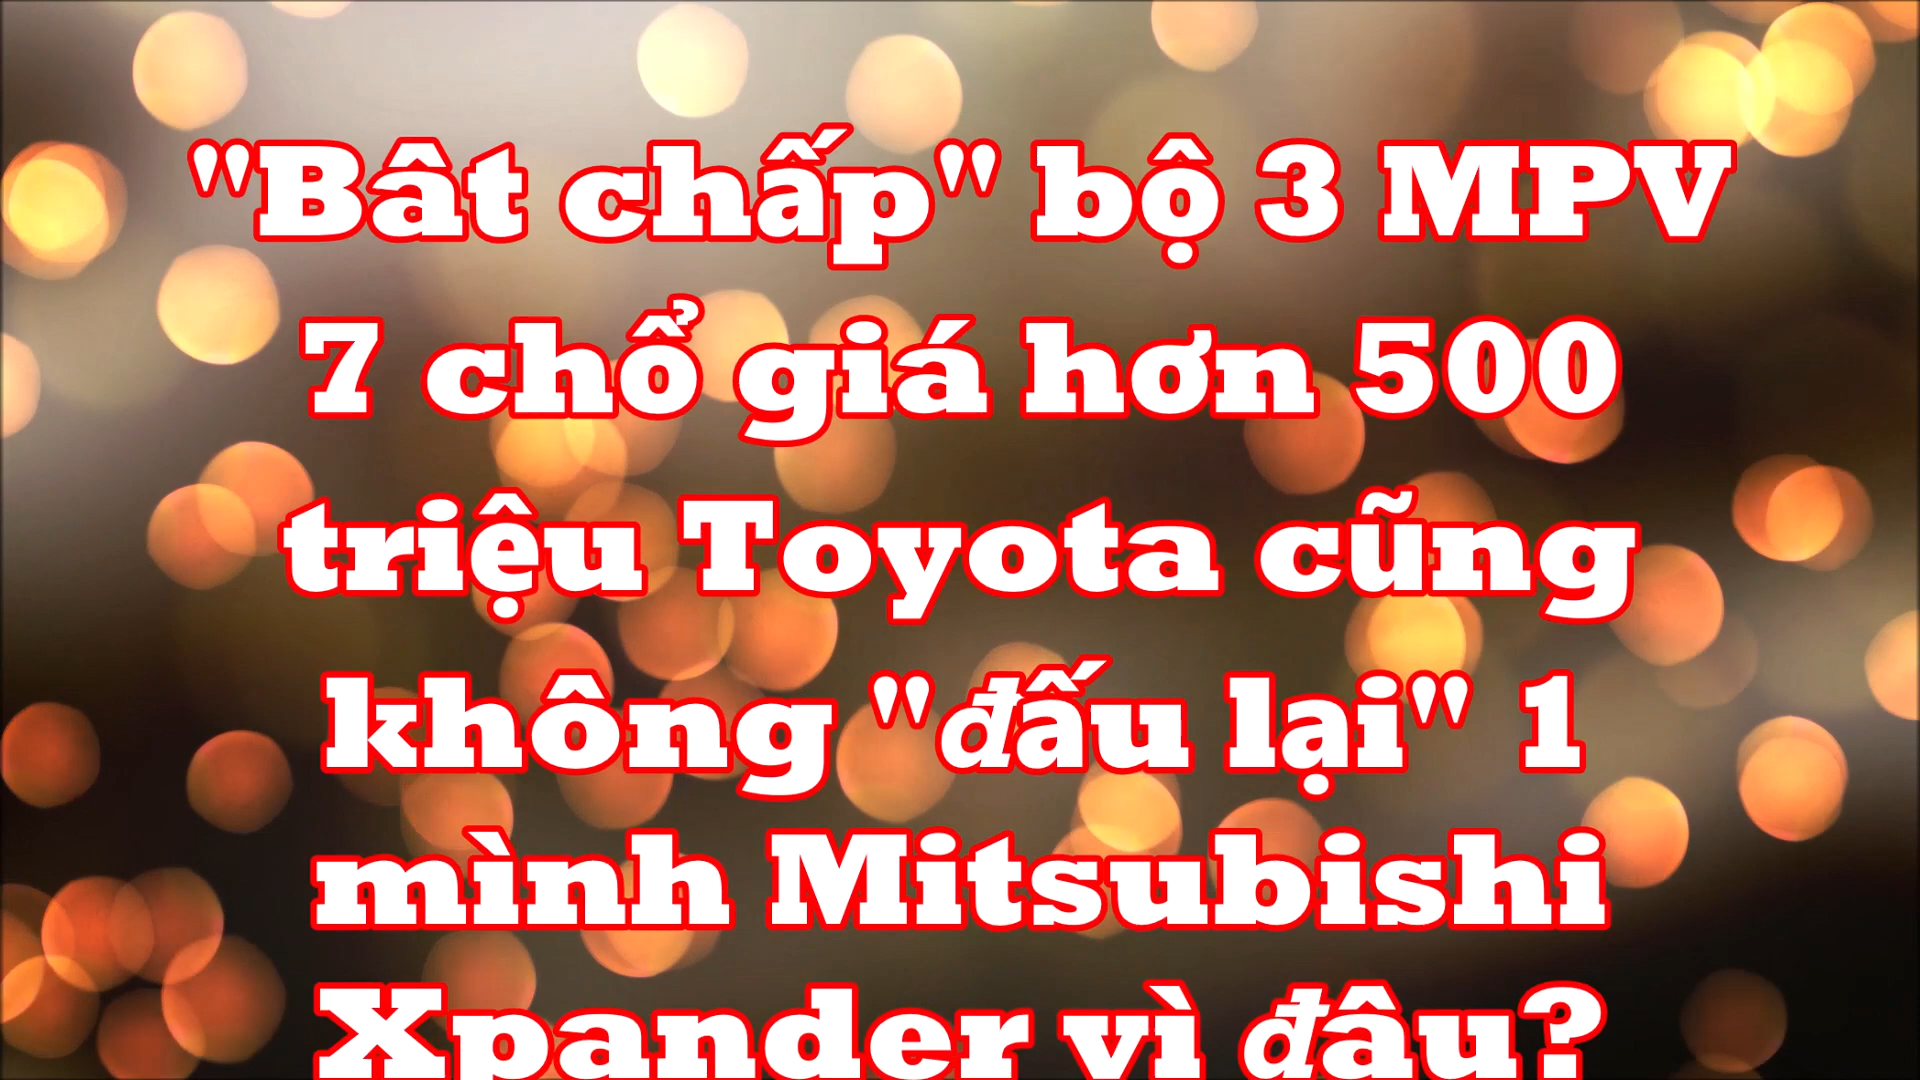 "Bât chấp" bộ 3 MPV
7 chổ giá hơn 500
triệu Toyota cũng
không "đấu lại" 1
mình Mitsubishi
Xpander vì đâu?